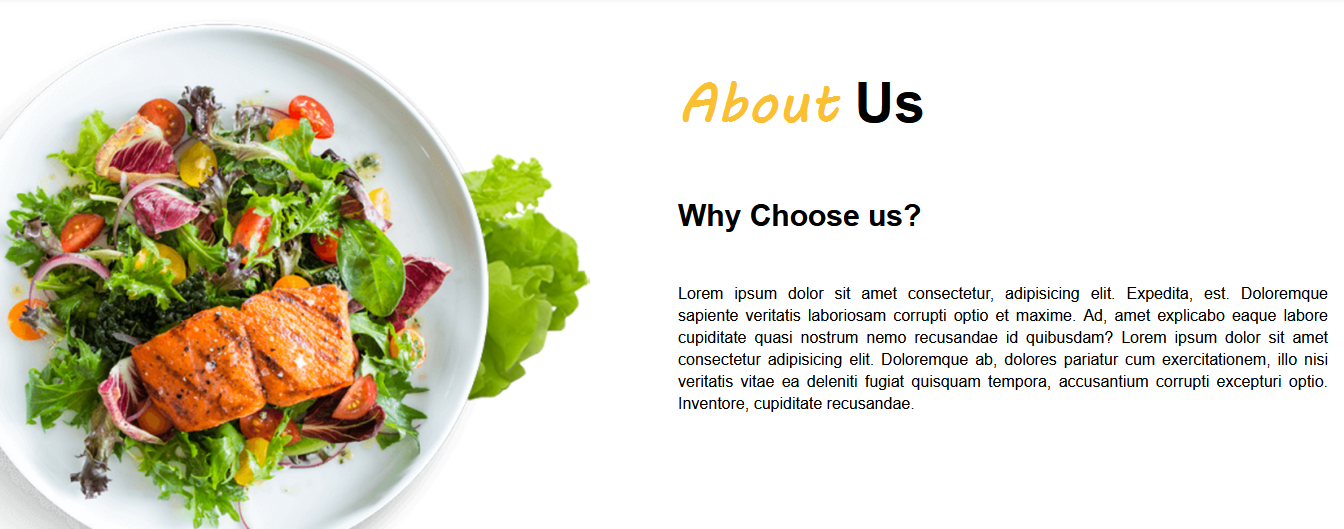 About Us
Why Choose us?
Lorem ipsum dolor sit amet consectetur, adipisicing elit. Expedita, est. Doloremque
sapiente veritatis laboriosam corrupti optio et maxime. Ad, amet explicabo eaque labore
cupiditate quasi nostrum nemo recusandae id quibusdam? Lorem ipsum dolor sit amet
consectetur adipisicing elit. Doloremque ab, dolores pariatur cum exercitationem, illo nisi
veritatis vitae ea deleniti fugiat quisquam tempora, accusantium corrupti excepturi optio.
Inventore, cupiditate recusandae.